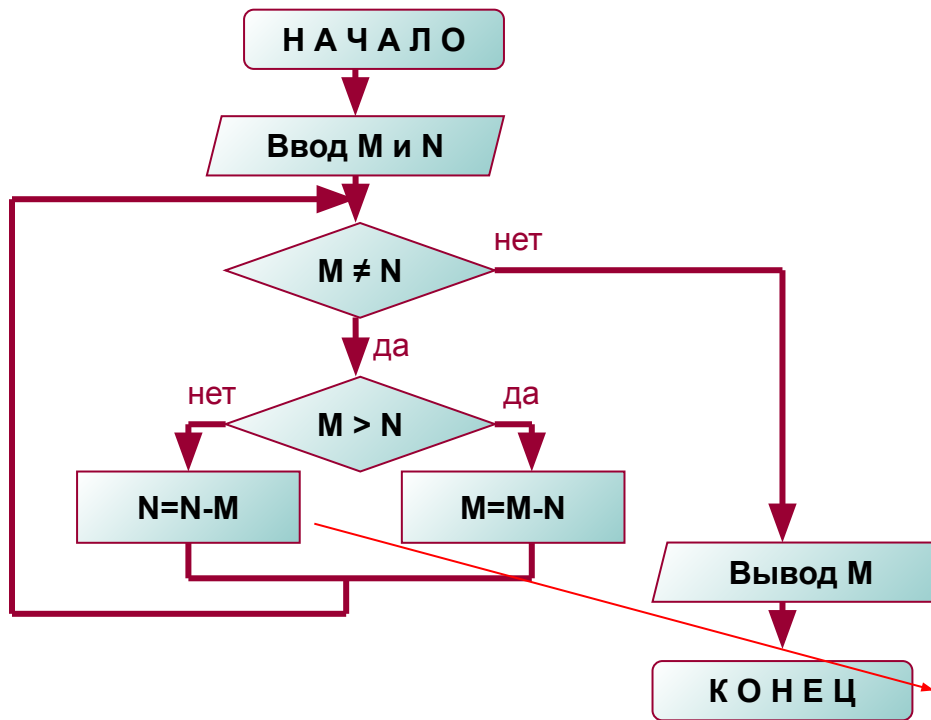 Н А Ч А Л О
Ввод M и N
M ≠ N
нет
да
M > N
нет
да
N=N-M
M=M-N
Вывод M
К О Н Е Ц